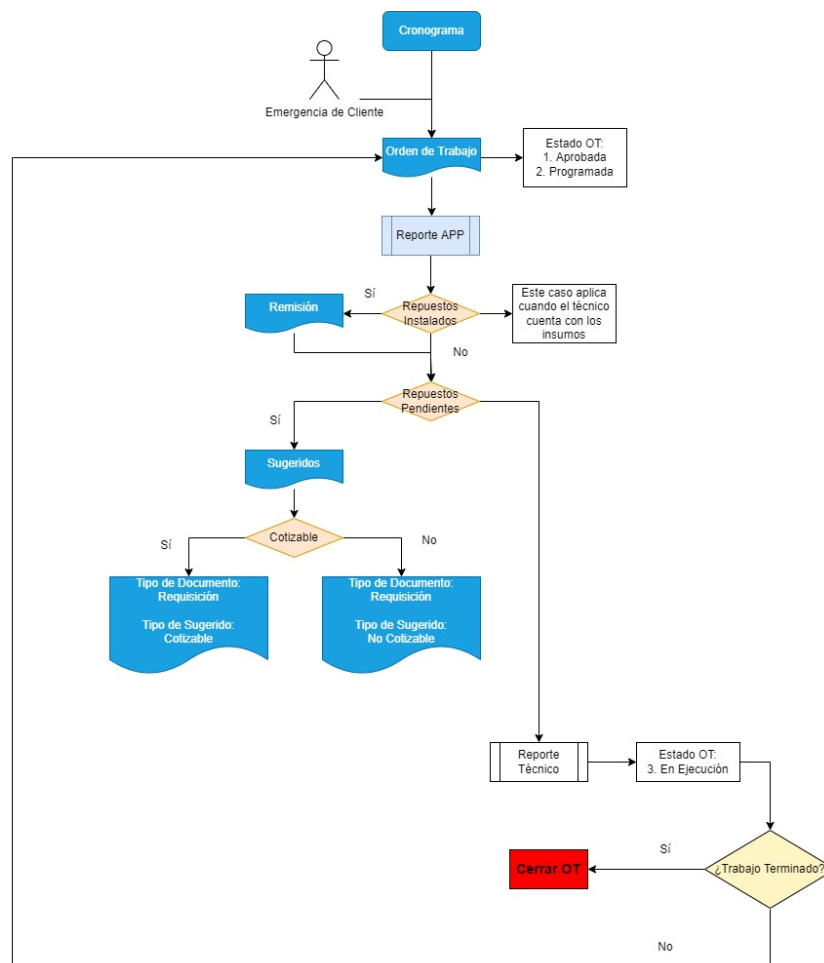 Cronograma
Emergencia de Cliente
Orden de Trabajo
Estado OT:
1. Aprobada
2. Programada
Reporte APP
Sí
Remisión
Repuestos
Instalados
Este caso aplica
cuando el técnico
cuenta con los
insumos
No
Repuestos
Pendientes
Sí
Sugeridos
Cotizable
Sí
No
Tipo de Documento:
Requisición
Tipo de Sugerido:
Cotizable
Tipo de Documento:
Requisición
Tipo de Sugerido:
No Cotizable
Reporte
Técnico
Estado OT:
3. En Ejecución
Sí
Cerrar OT
¿Trabajo Terminado?
No